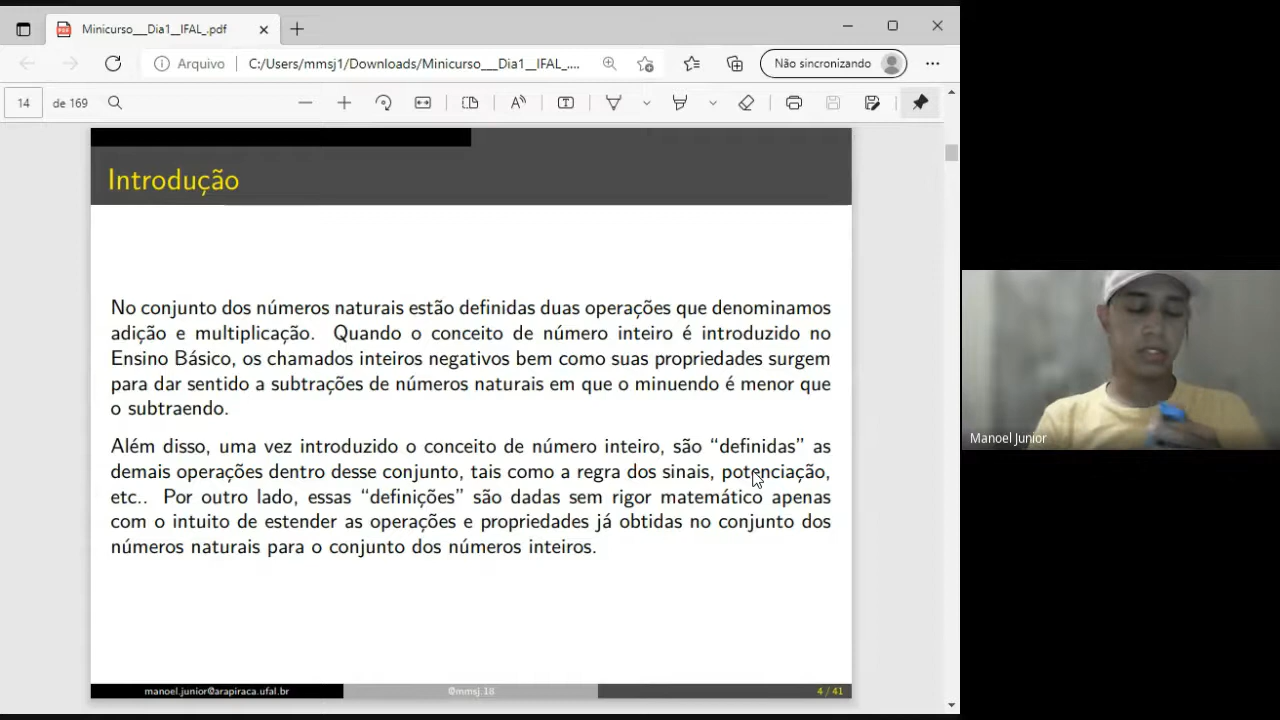 Minicurso___Dia1__IFAL_.pdf
Arquivo
C:/Users/mmsj1/Downloads/Minicurso___Dia1__IFAL_....
Não sincronizando
14 de 169
Introdução
No conjunto dos números naturais estão definidas duas operações que denominamos
adição e multiplicação. Quando o conceito de número inteiro é introduzido no
Ensino Básico, os chamados inteiros negativos bem como suas propriedades surgem
para dar sentido a subtrações de números naturais em que o minuendo é menor que
o subtraendo.
Além disso, uma vez introduzido o conceito de número inteiro, são “definidas” as
demais operações dentro desse conjunto, tais como a regra dos sinais, potenciação,
etc.. Por outro lado, essas “definições” são dadas sem rigor matemático apenas
com o intuito de estender as operações e propriedades já obtidas no conjunto dos
números naturais para o conjunto dos números inteiros.
manoel.junior@arapiraca.ufal.br
@mmsj.18
4 / 41
Manoel Junior